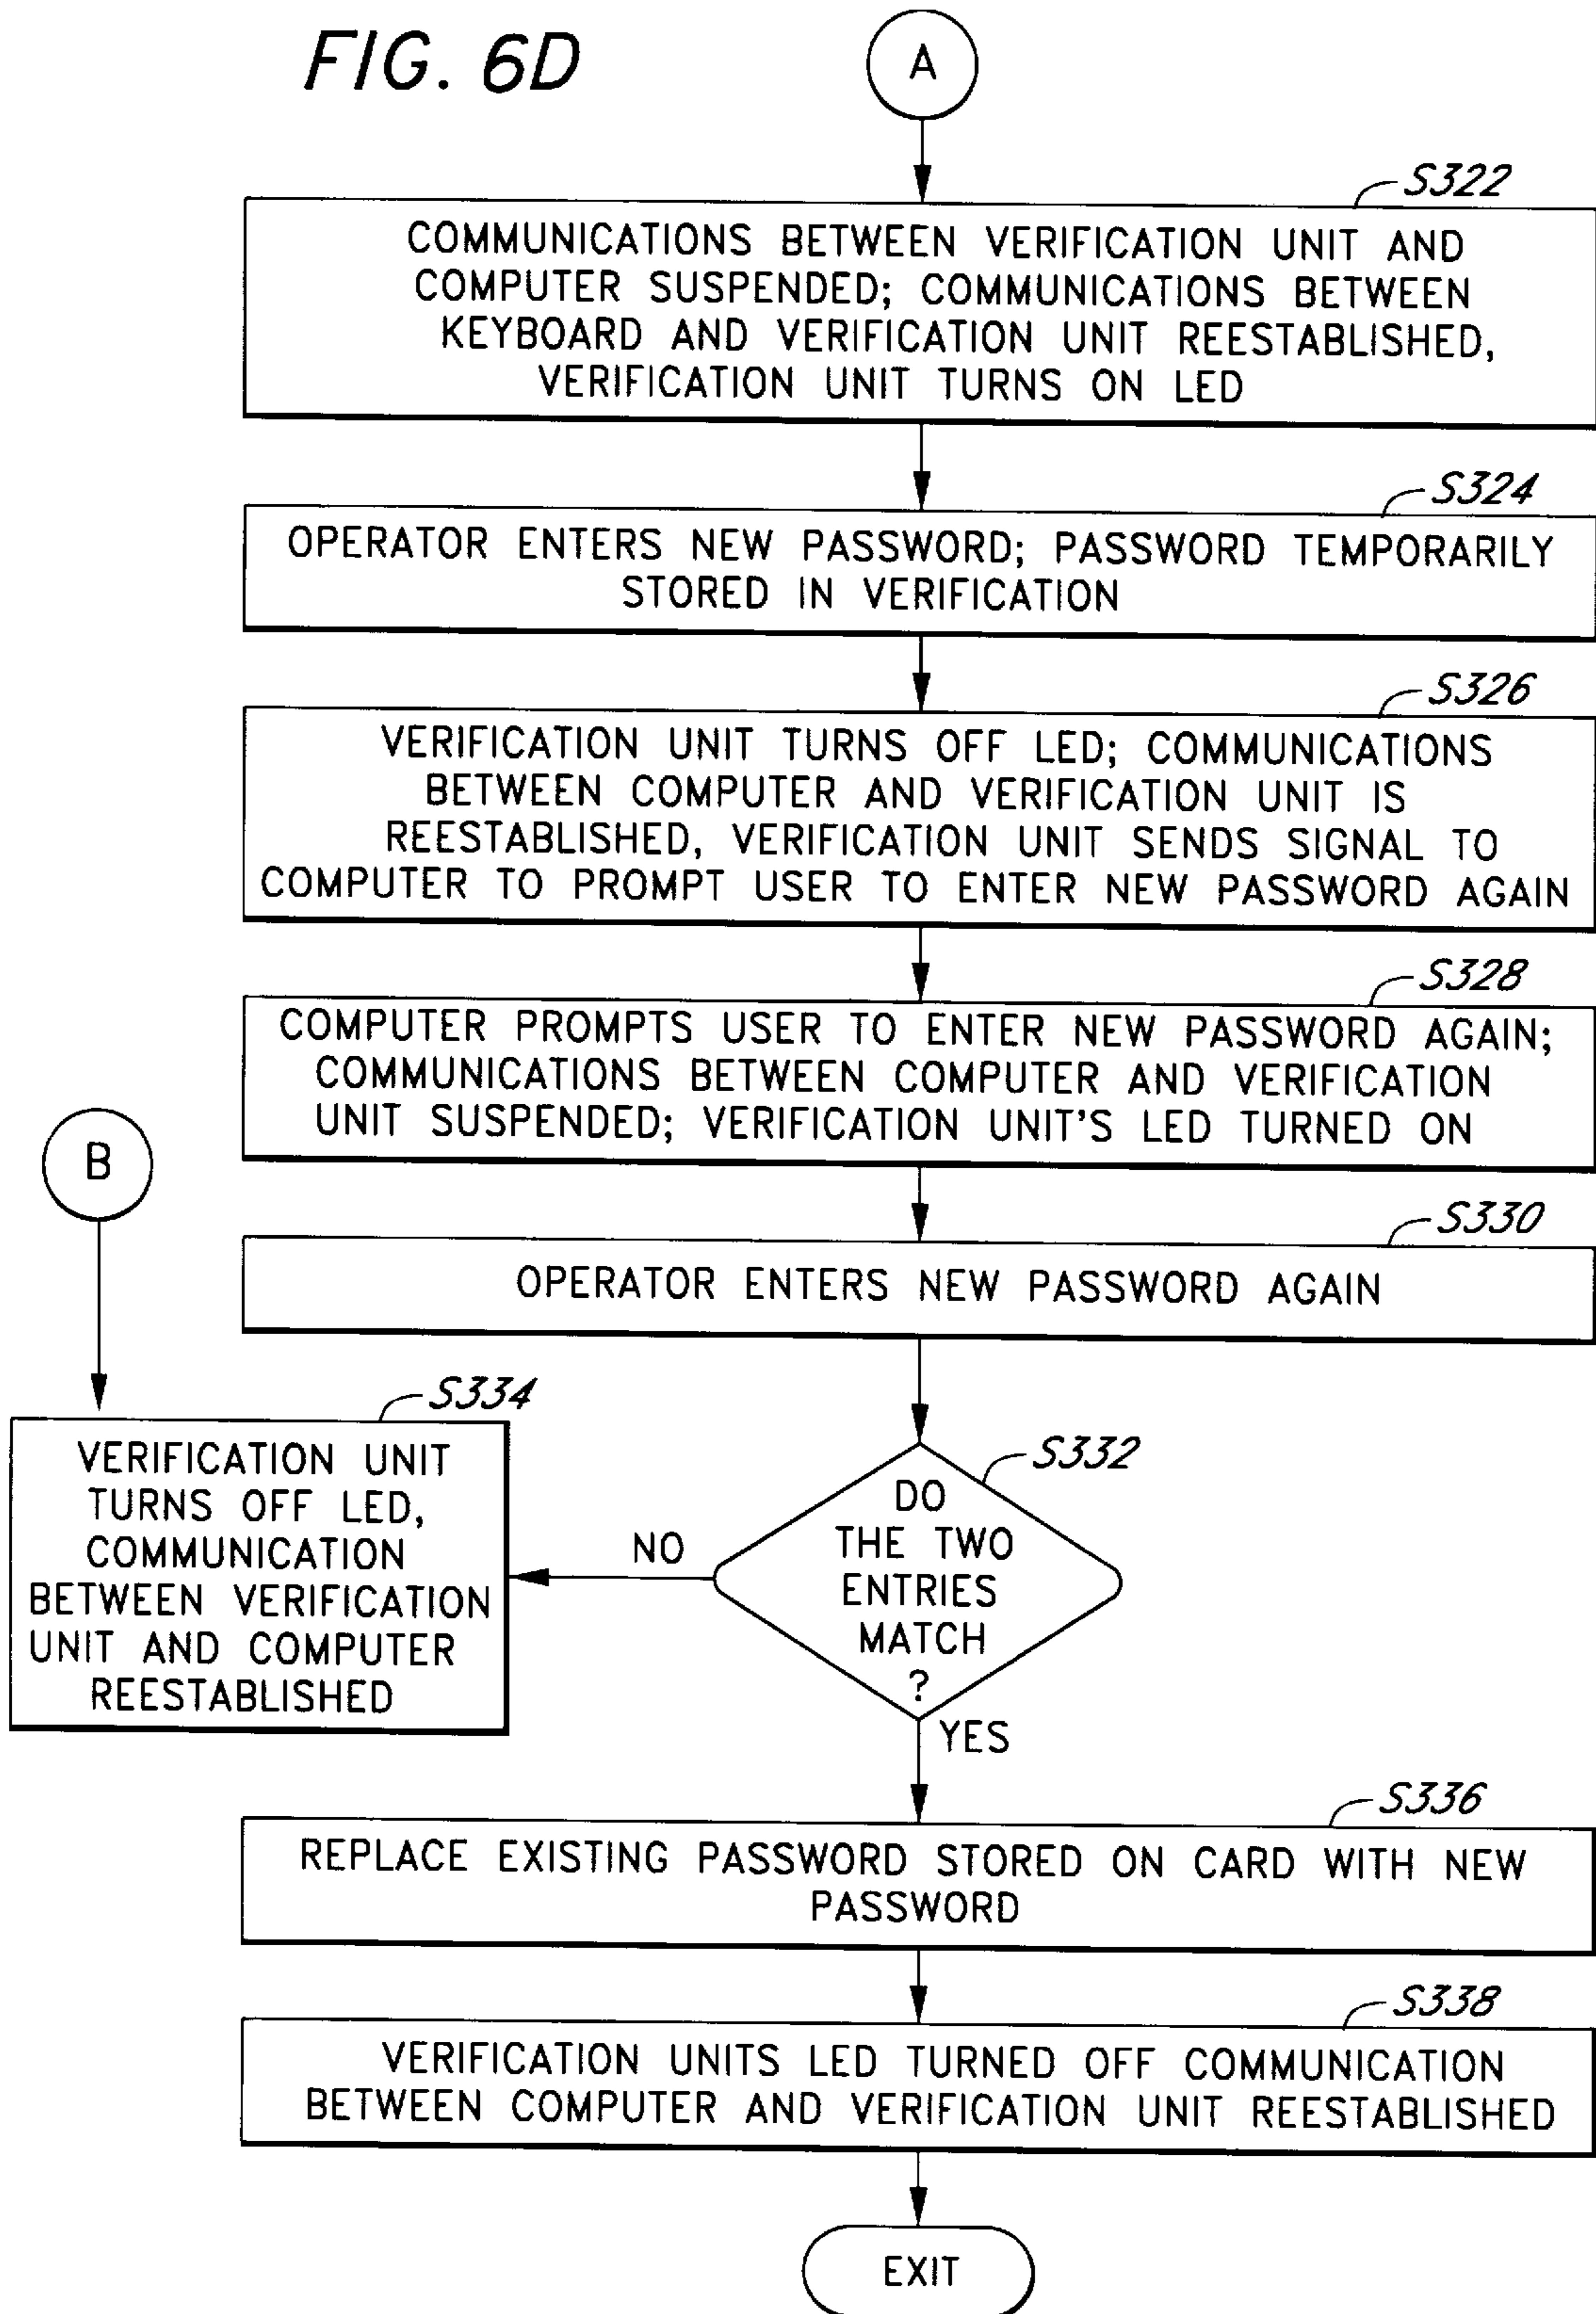 FIG. 6D
A
S322
COMMUNICATIONS BETWEEN VERIFICATION UNIT AND
COMPUTER SUSPENDED; COMMUNICATIONS BETWEEN
KEYBOARD AND VERIFICATION UNIT REESTABLISHED,
VERIFICATION UNIT TURNS ON LED
S324
OPERATOR ENTERS NEW PASSWORD; PASSWORD TEMPORARILY
STORED IN VERIFICATION
S326
VERIFICATION UNIT TURNS OFF LED; COMMUNICATIONS
BETWEEN COMPUTER AND VERIFICATION UNIT IS
REESTABLISHED, VERIFICATION UNIT SENDS SIGNAL TO
COMPUTER TO PROMPT USER TO ENTER NEW PASSWORD AGAIN
S328
COMPUTER PROMPTS USER TO ENTER NEW PASSWORD AGAIN;
COMMUNICATIONS BETWEEN COMPUTER AND VERIFICATION
UNIT SUSPENDED; VERIFICATION UNIT'S LED TURNED ON
B
S330
OPERATOR ENTERS NEW PASSWORD AGAIN
S334
VERIFICATION UNIT
TURNS OFF LED,
COMMUNICATION
BETWEEN VERIFICATION
UNIT AND COMPUTER
REESTABLISHED
NO
S332
DO
THE TWO
ENTRIES
MATCH
?
YES
S336
REPLACE EXISTING PASSWORD STORED ON CARD WITH NEW
PASSWORD
S338
VERIFICATION UNITS LED TURNED OFF COMMUNICATION
BETWEEN COMPUTER AND VERIFICATION UNIT REESTABLISHED
EXIT